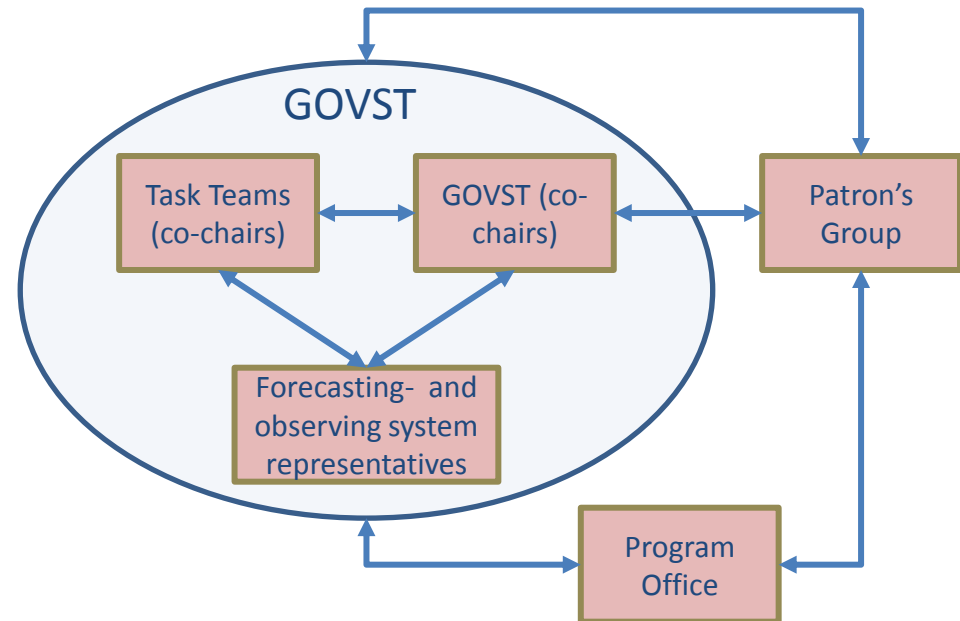 GOVST
Task Teams
(co-chairs)
GOVST (co-
chairs)
Patron's
Group
Forecasting- and
observing system
representatives
Program
Office